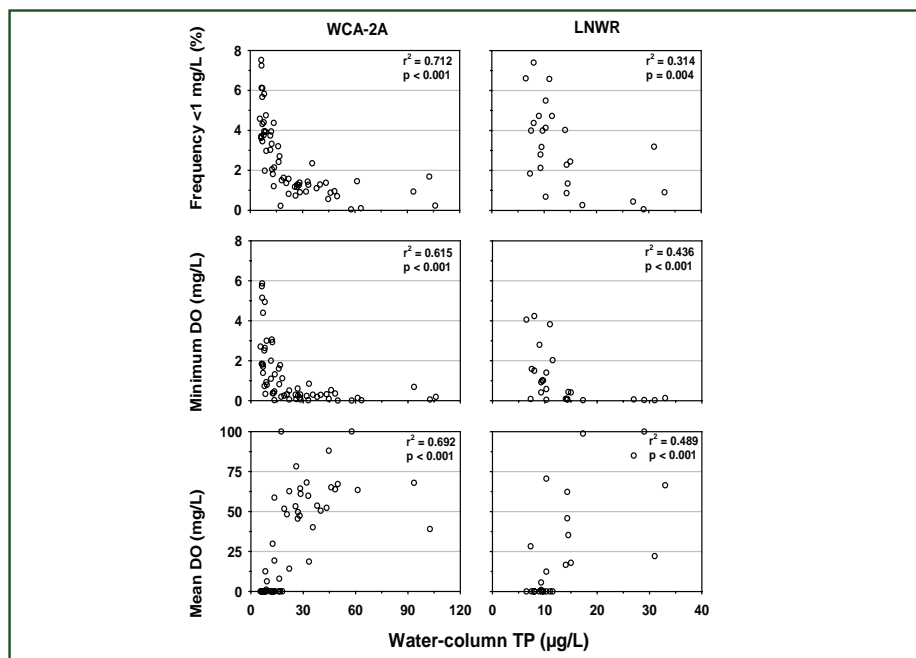 WCA-2A LNWR
Frequency <1 mg/L (%)
8
6
4
2
0
r² = 0.712
p < 0.001
r² = 0.314
p = 0.004
Minimum DO (mg/L)
8
6
4
2
0
r² = 0.615
p < 0.001
r² = 0.436
p < 0.001
Mean DO (mg/L)
100
75
50
25
0
r² = 0.692
p < 0.001
r² = 0.489
p < 0.001
0 30 60 90 120 0 10 20 30 40
Water-column TP (µg/L)